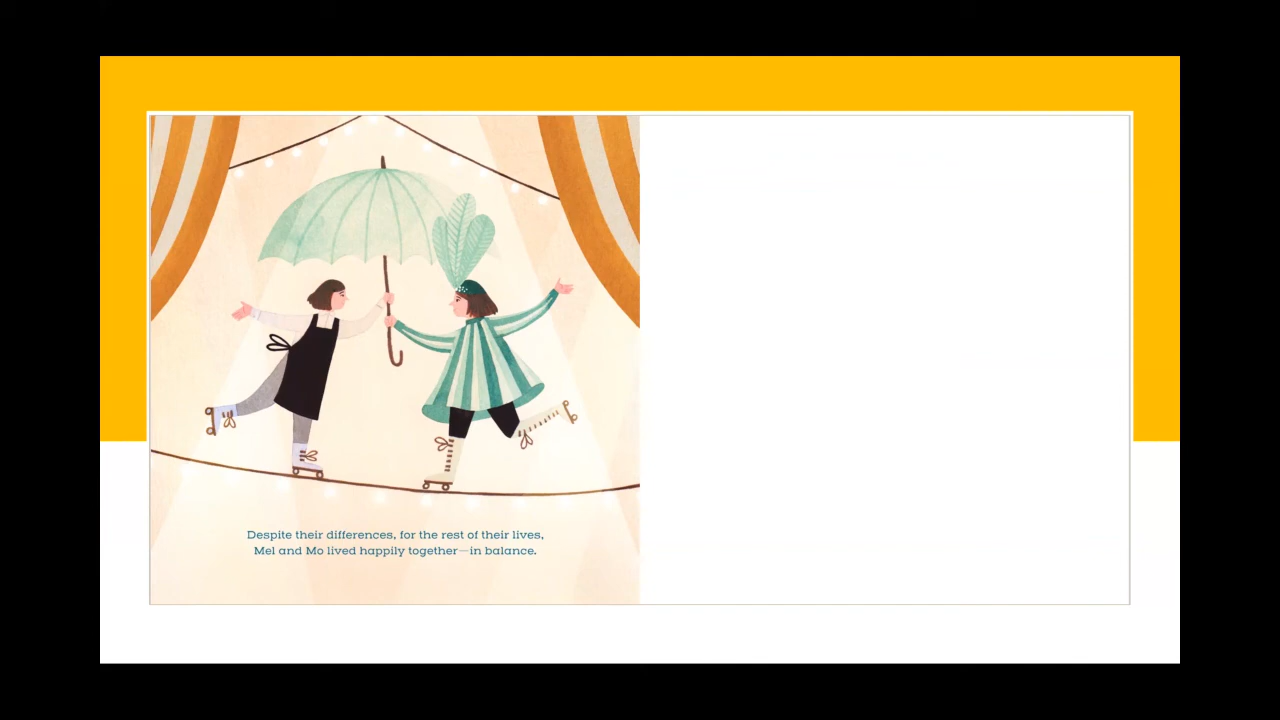 Despite their differences, for the rest of their lives,
Mel and Mo lived happily together—in balance.